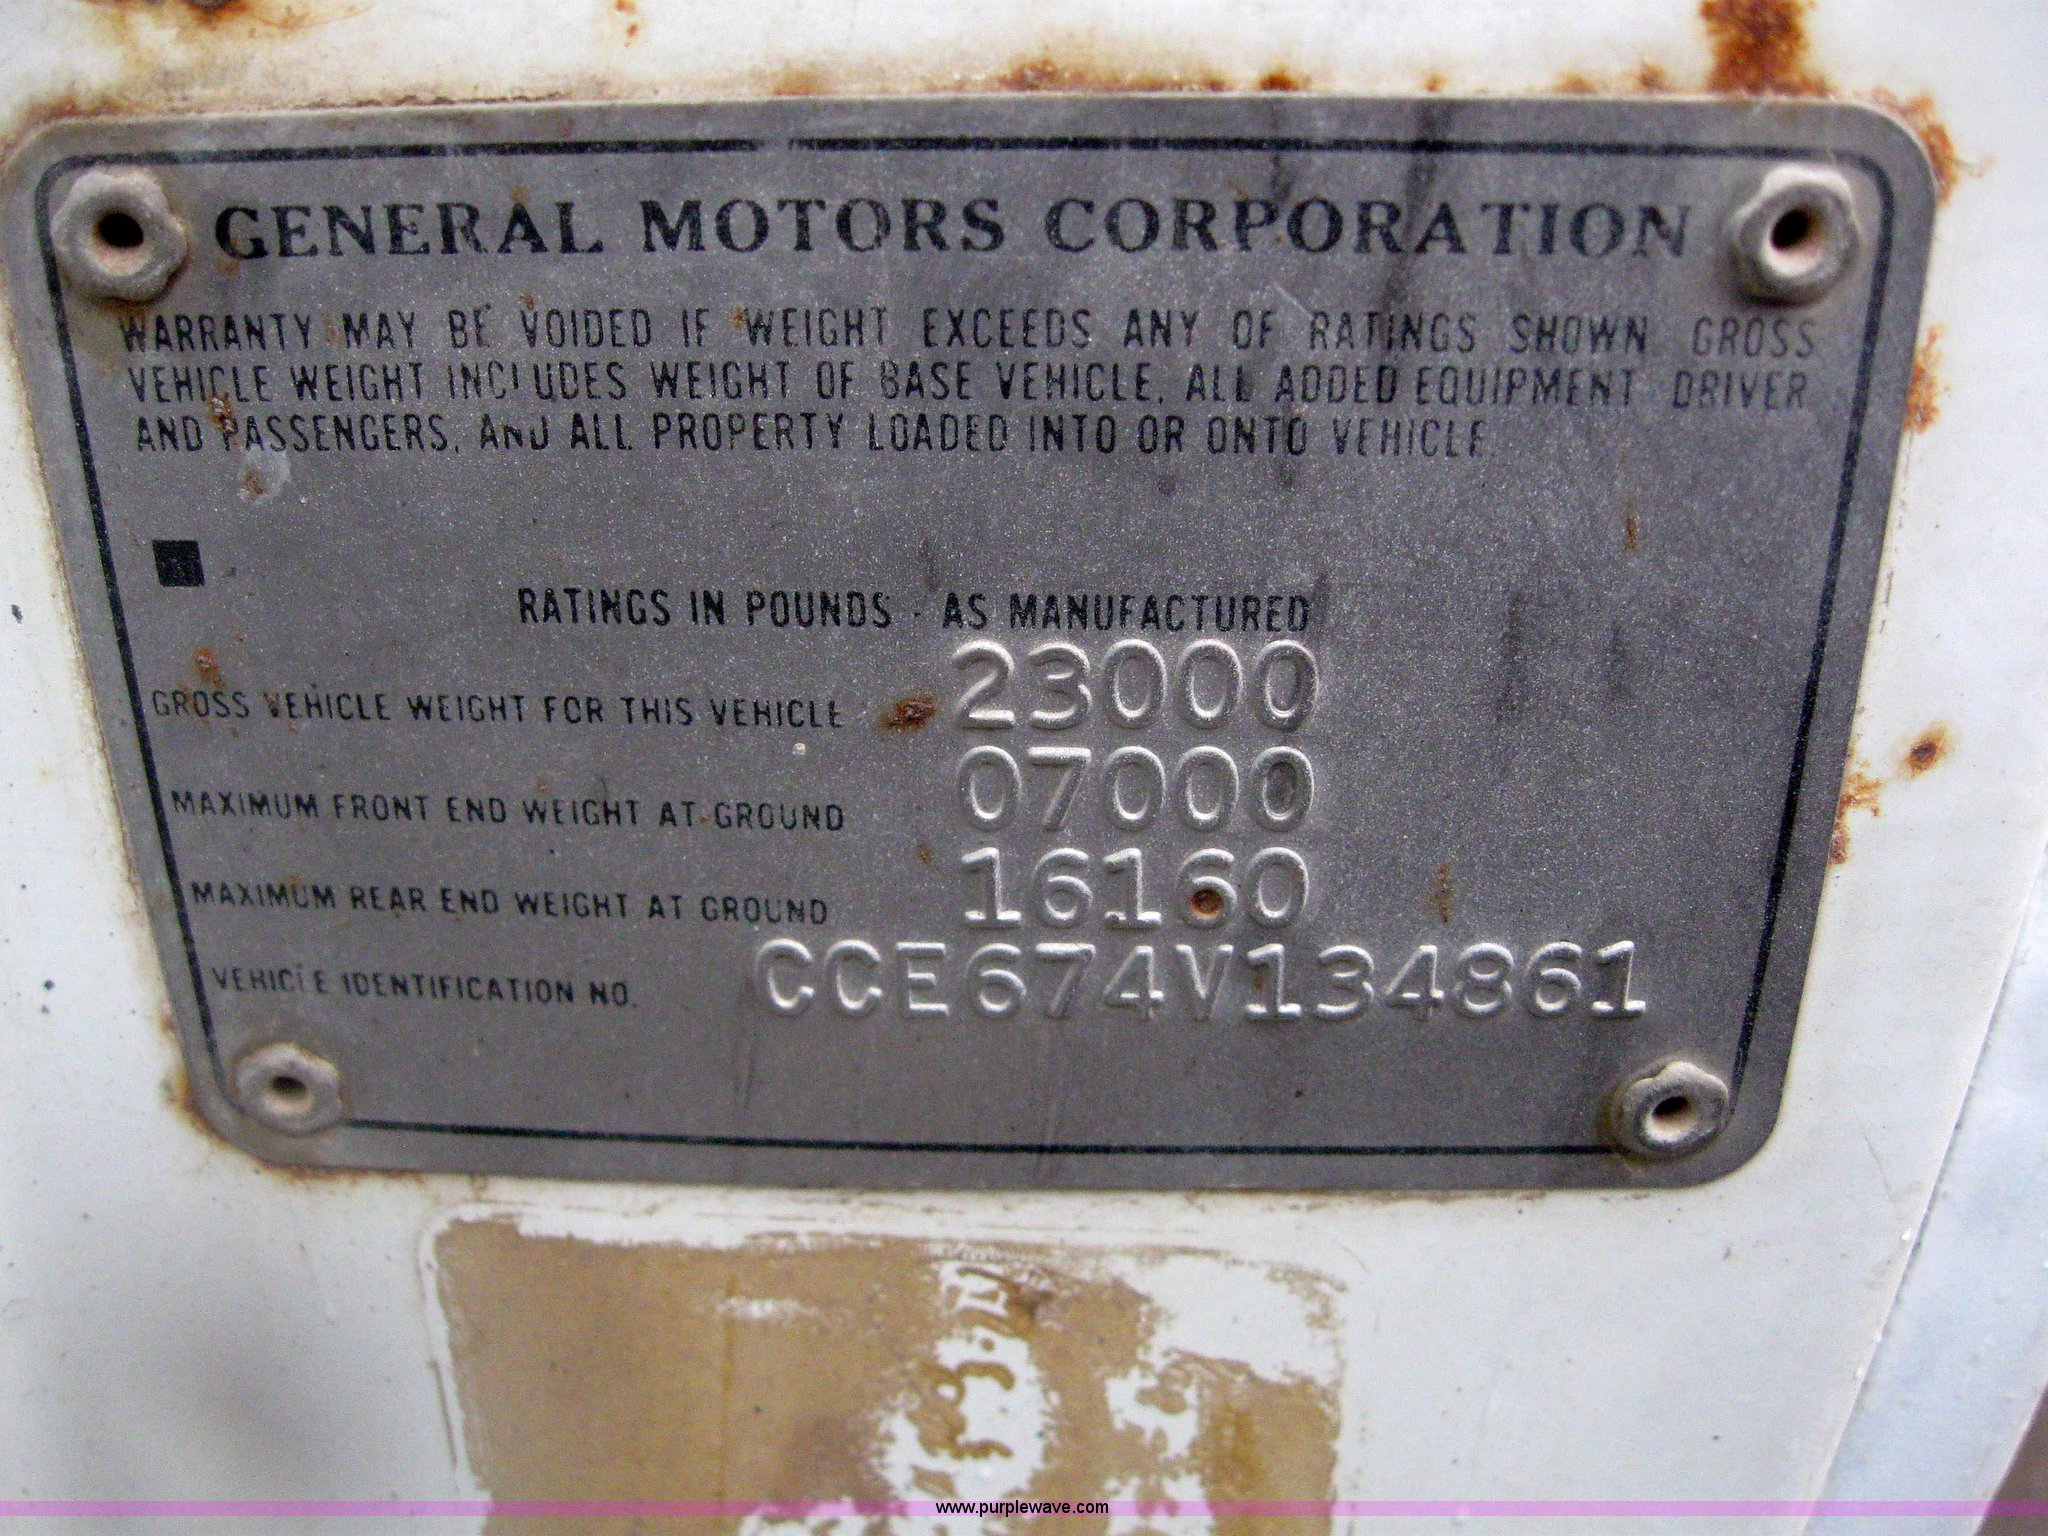 GENERAL MOTORS CORPORATION
WARRANTY MAY BE VOIDED IF WEIGHT EXCEEDS ANY OF RATINGS SHOWN GROSS
VEHICLE WEIGHT INCLUDES WEIGHT OF BASE VEHICLE, ALL ADDED EQUIPMENT DRIVER
AND PASSENGERS, AND ALL PROPERTY LOADED INTO OR ONTO VEHICLE.
RATINGS IN POUNDS - AS MANUFACTURED
GROSS VEHICLE WEIGHT FOR THIS VEHICLE 23000
MAXIMUM FRONT END WEIGHT AT GROUND 07000
MAXIMUM REAR END WEIGHT AT GROUND 16160
VEHICLE IDENTIFICATION NO. CCE674V134861
www.purplewave.com